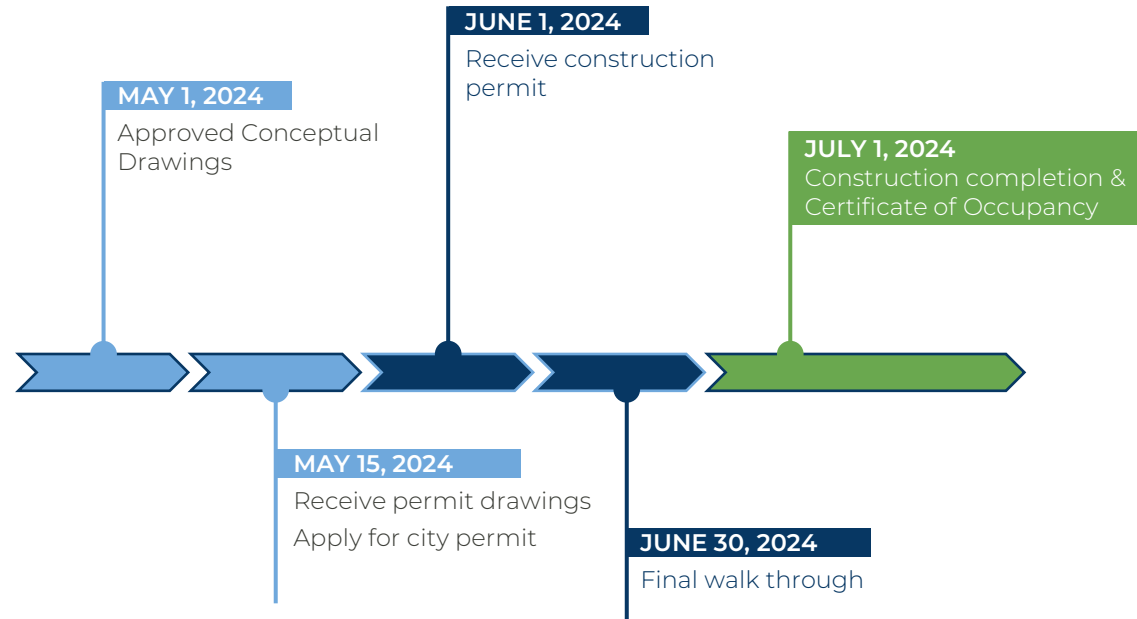 MAY 1, 2024
Approved Conceptual
Drawings
MAY 15, 2024
Receive permit drawings
Apply for city permit
JUNE 1, 2024
Receive construction
permit
JUNE 30, 2024
Final walk through
JULY 1, 2024
Construction completion &
Certificate of Occupancy